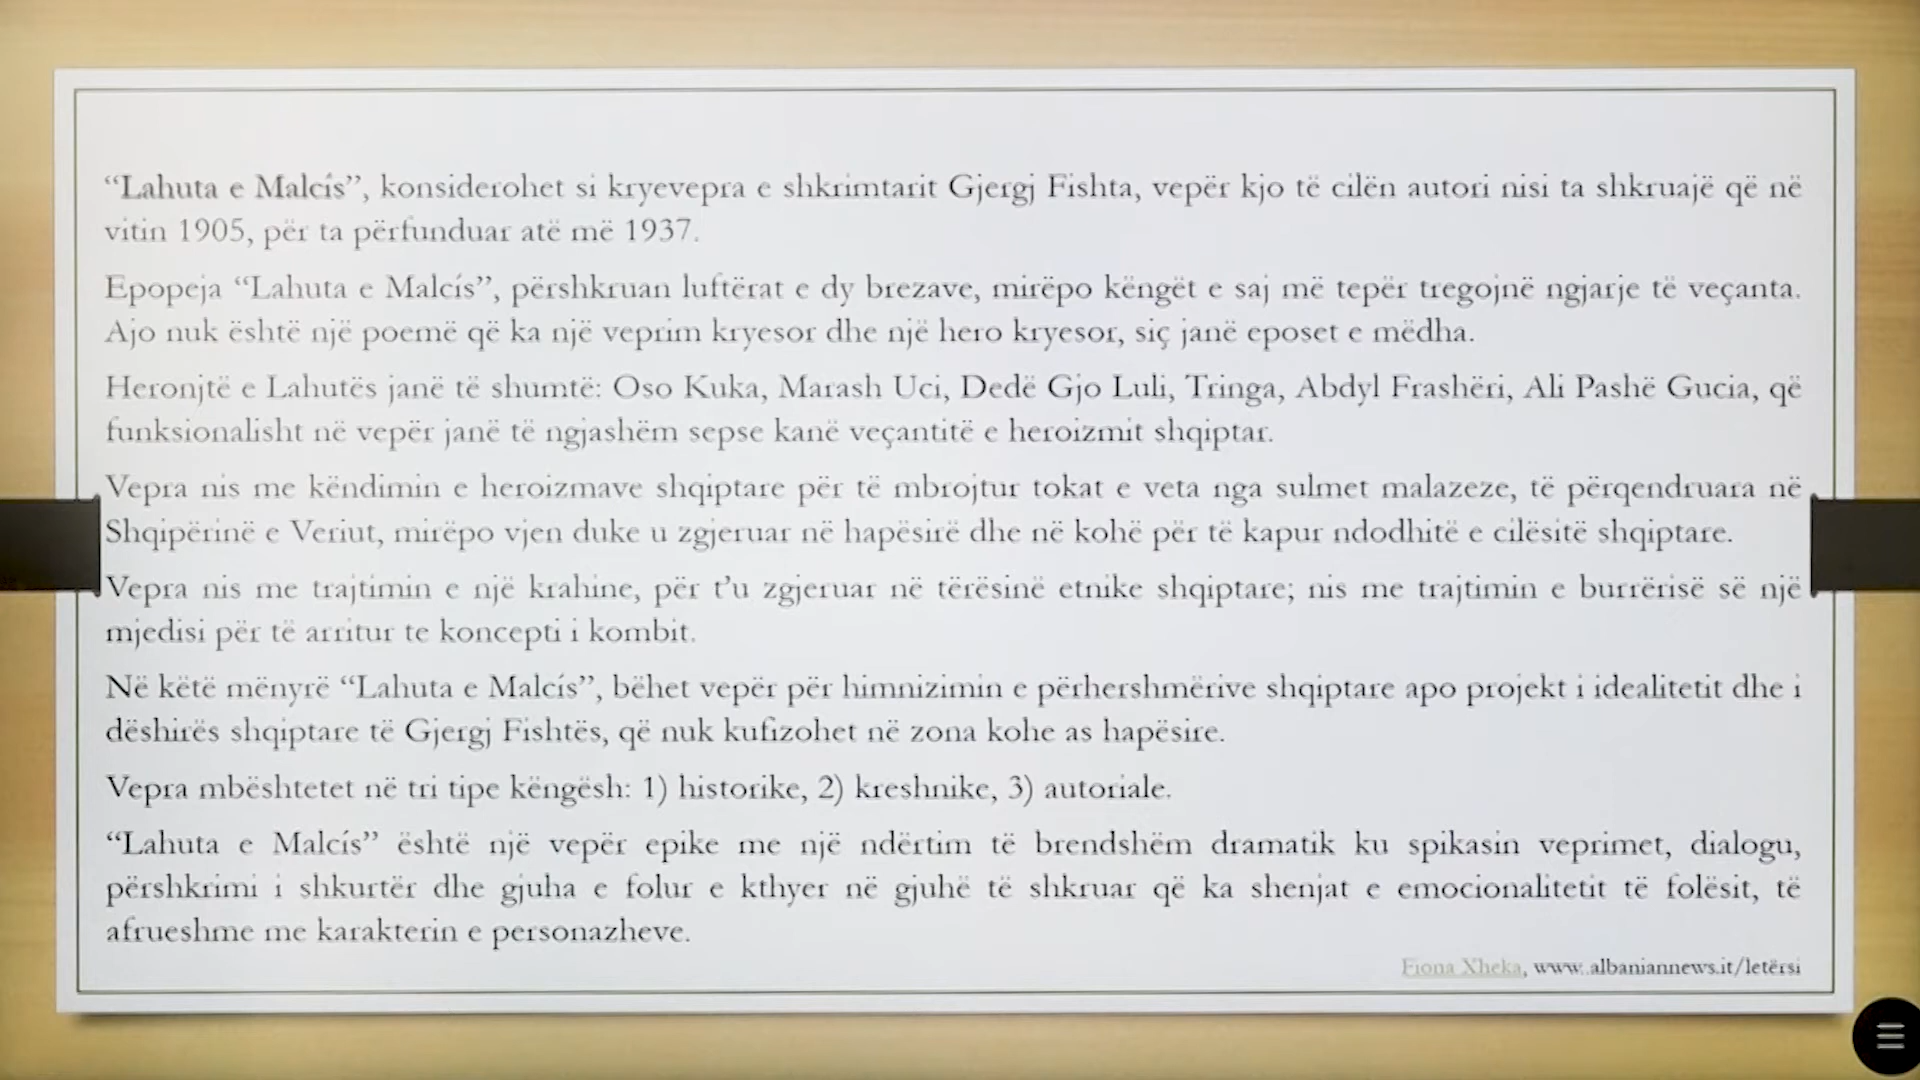 “Lahuta e Malcís”, konsiderohet si kryevepra e shkrimtarit Gjergj Fishta, vepër kjo të cilën autori nisi ta shkruajë që në
vitin 1905, për ta përfunduar atë më 1937.
Epopeja “Lahuta e Malcís”, përshkruan luftërat e dy brezave, mirëpo këngët e saj më tepër tregojnë ngjarje të veçanta.
Ajo nuk është një poemë që ka një veprim kryesor dhe një hero kryesor, siç janë eposet e mëdha.
Heronjtë e Lahutës janë të shumtë: Oso Kuka, Marash Uci, Dedë Gjo Luli, Tringa, Abdyl Frashëri, Ali Pashë Gucia, që
funksionalisht në vepër janë të ngjashëm sepse kanë veçantitë e heroizmit shqiptar.
Vepra nis me këndimin e heroizmave shqiptare për të mbrojtur tokat e veta nga sulmet malazeze, të përqendruara në
Shqipërinë e Veriut, mirëpo vjen duke u zgjeruar në hapësirë dhe në kohë për të kapur ndodhitë e cilësitë shqiptare.
Vepra nis me trajtimin e një krahine, për t’u zgjeruar në tërësinë etnike shqiptare; nis me trajtimin e burrërisë së një
mjedisi për të arritur te koncepti i kombit.
Në këtë mënyrë “Lahuta e Malcís”, bëhet vepër për himnizimin e përhershmërive shqiptare apo projekt i idealitetit dhe i
dëshirës shqiptare të Gjergj Fishtës, që nuk kufizohet në zona kohe as hapësire.
Vepra mbështetet në tri tipe këngësh: 1) historike, 2) kreshnike, 3) autoriale.
“Lahuta e Malcís” është një vepër epike me një ndërtim të brendshëm dramatik ku spikasin veprimet, dialogu,
përshkrimi i shkurtër dhe gjuha e folur e kthyer në gjuhë të shkruar që ka shenjat e emocionalitetit të folësit, të
afrueshme me karakterin e personazheve.
Fiona Xheka, www.albaniannews.it/letërsi